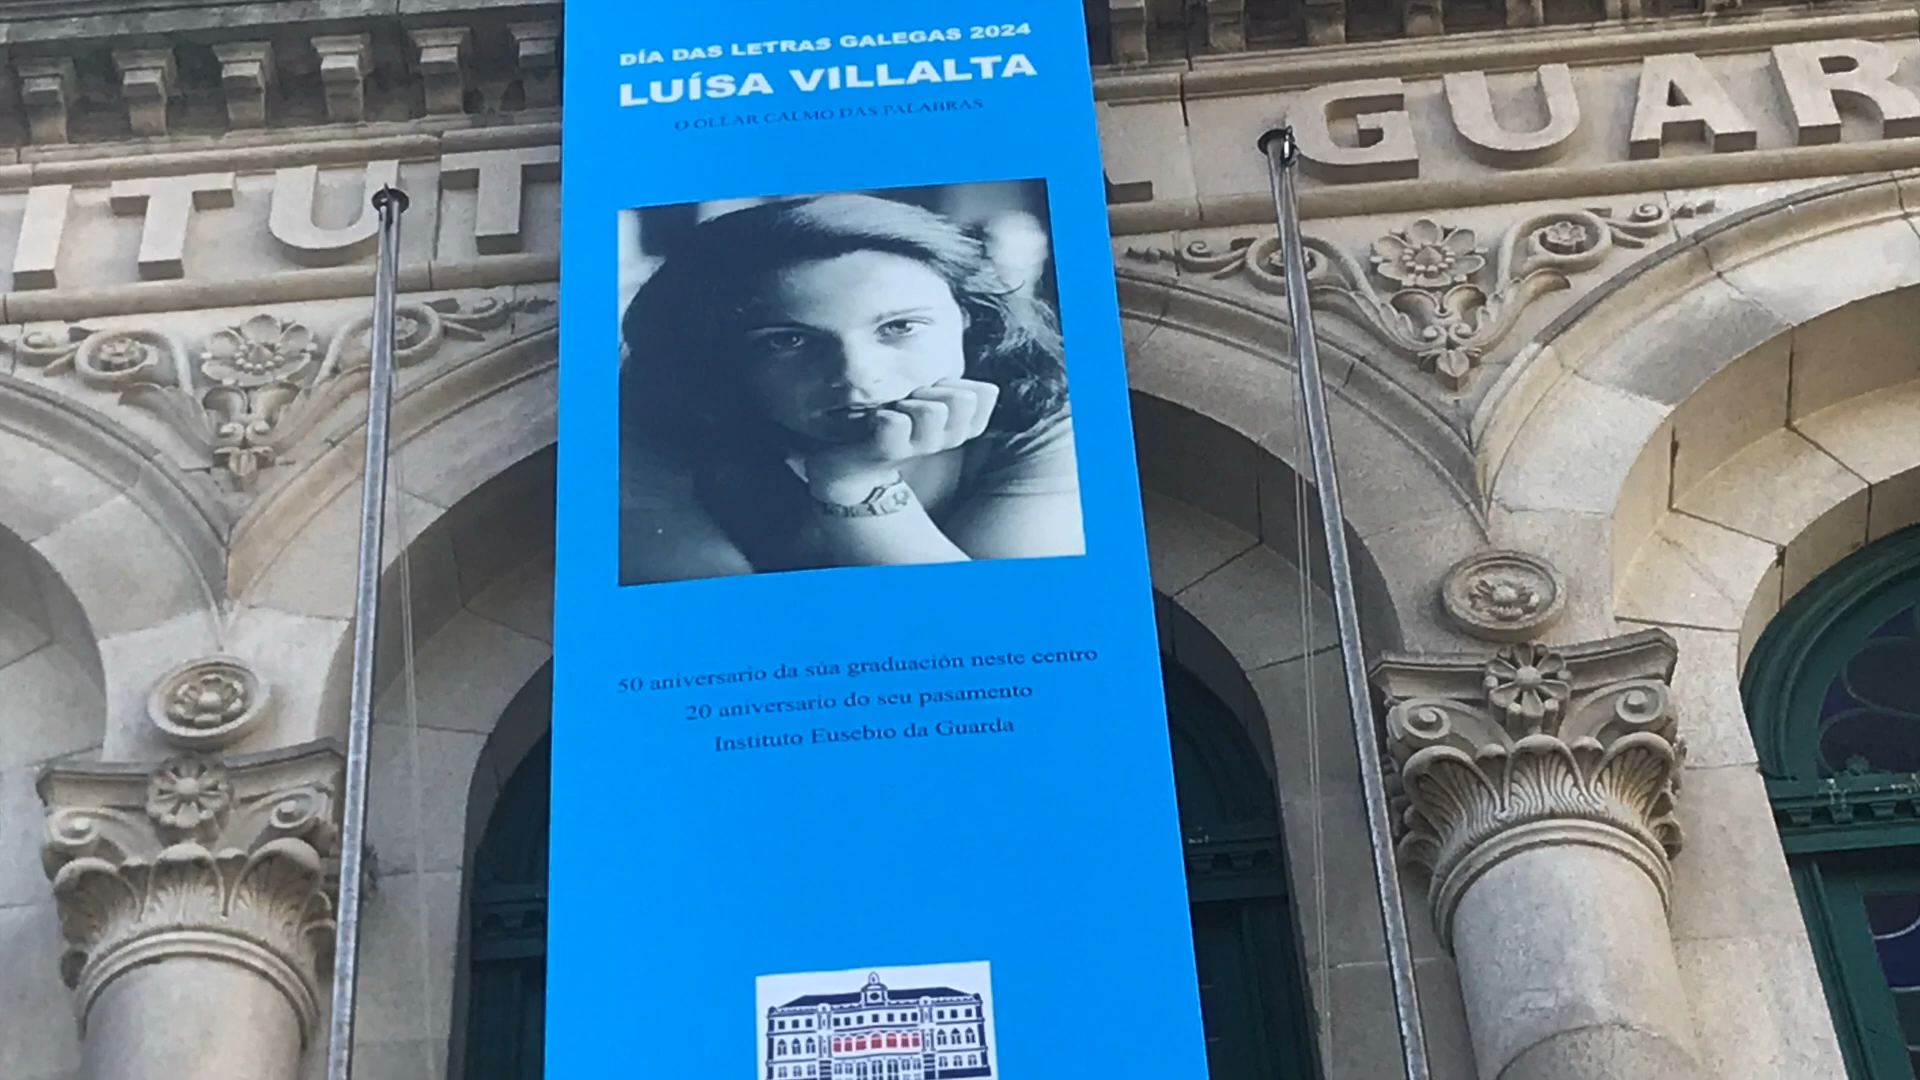 DÍA DAS LETRAS GALEGAS 2024
LUÍSA VILLALTA
O OLLAR CALMO DAS PALABRAS
ITUT A GUAR
50 aniversario da súa graduación neste centro
20 aniversario do seu pasamento
Instituto Eusebio da Guarda